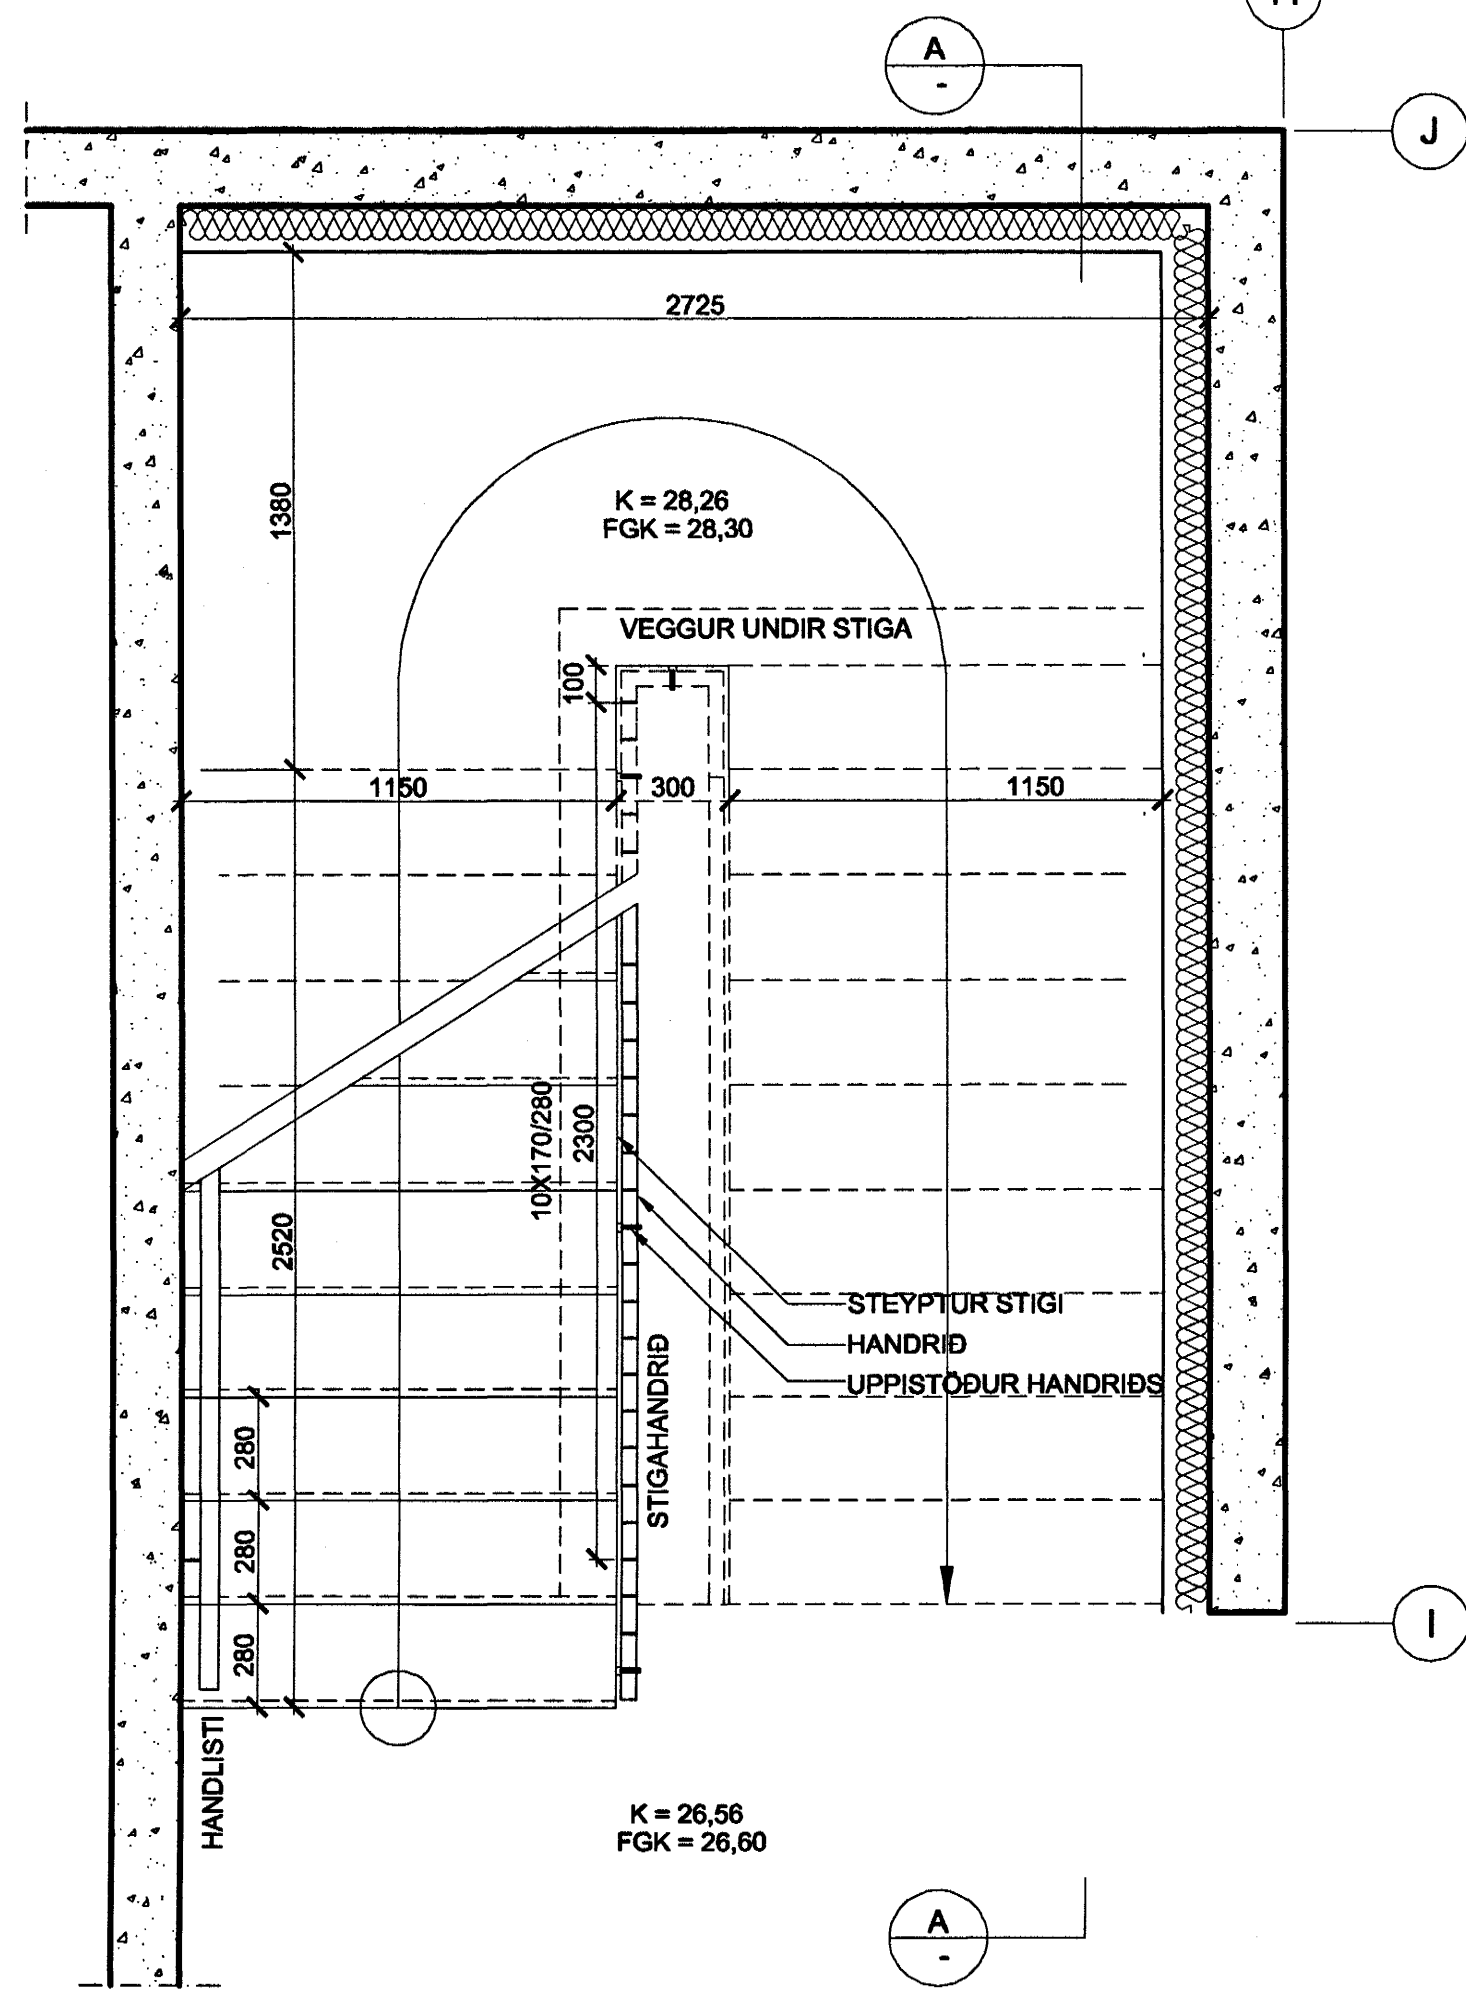 A
-
J
2725
1380
K = 28,26
FGK = 28,30
VEGGUR UNDIR STIGA
100
1150
300
1150
10X170/280
2300
2520
STEYPTUR STIGI
HANDRIÐ
UPPISTÖÐUR HANDRIÐS
STIGAHANDRIÐ
280
280
280
I
HANDLISTI
K = 26,56
FGK = 26,60
A
-